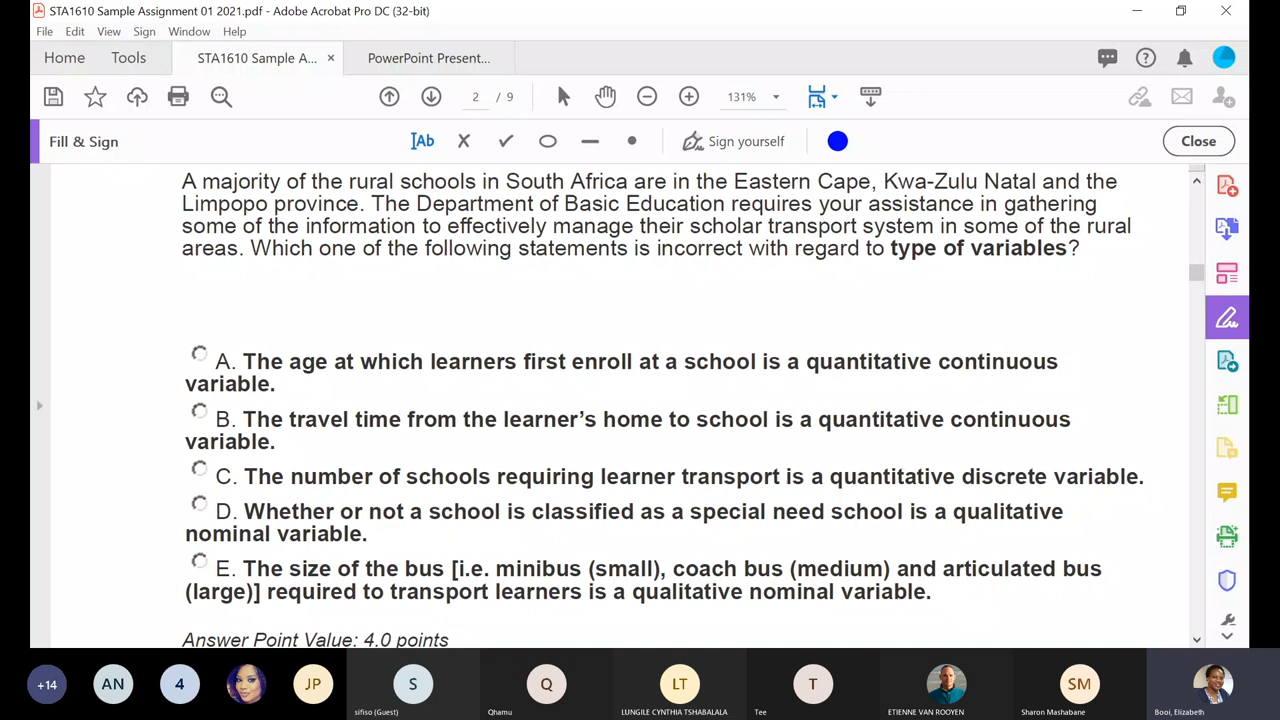 STA1610 Sample Assignment 01 2021.pdf - Adobe Acrobat Pro DC (32-bit)
File Edit View Sign Window Help
Home Tools STA1610 Sample A... × PowerPoint Present...
2 / 9 131%
Fill & Sign Ab Sign yourself Close
A majority of the rural schools in South Africa are in the Eastern Cape, Kwa-Zulu Natal and the
Limpopo province. The Department of Basic Education requires your assistance in gathering
some of the information to effectively manage their scholar transport system in some of the rural
areas. Which one of the following statements is incorrect with regard to type of variables?
A. The age at which learners first enroll at a school is a quantitative continuous
variable.
B. The travel time from the learner's home to school is a quantitative continuous
variable.
C. The number of schools requiring learner transport is a quantitative discrete variable.
D. Whether or not a school is classified as a special need school is a qualitative
nominal variable.
E. The size of the bus [i.e. minibus (small), coach bus (medium) and articulated bus
(large)] required to transport learners is a qualitative nominal variable.
Answer Point Value: 4.0 points
+14 AN 4 JP S Q LT T SM
sifiso (Guest) Qhamu LUNGILE CYNTHIA TSHABALALA Tee ETIENNE VAN ROOYEN Sharon Mashabane Booi, Elizabeth